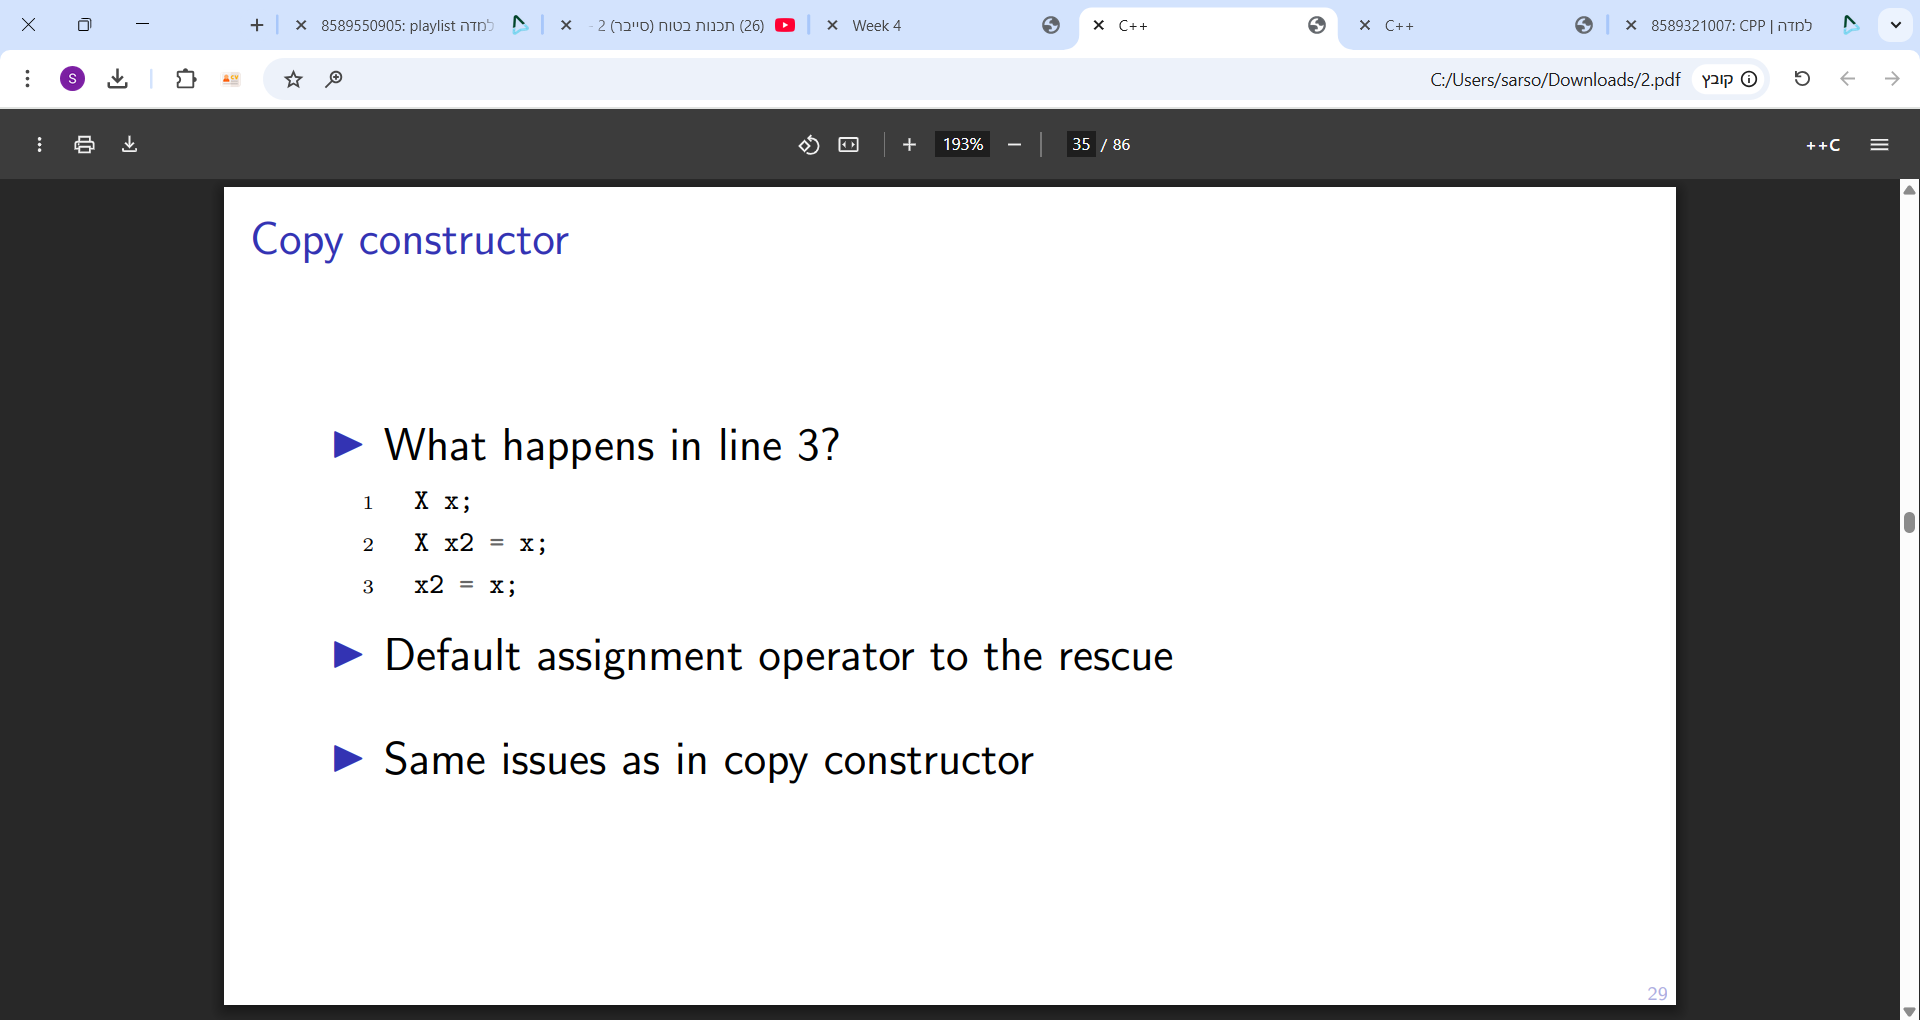 8589550905: playlist למדה
(26) תכנות בטוח (סייבר) 2 -
Week 4
C++
C++
8589321007: CPP | למדה
S
C:/Users/sarso/Downloads/2.pdf
קובץ
193%
35 / 86
++C
Copy constructor
▶ What happens in line 3?
1 X x;
2 X x2 = x;
3 x2 = x;
▶ Default assignment operator to the rescue
▶ Same issues as in copy constructor
29